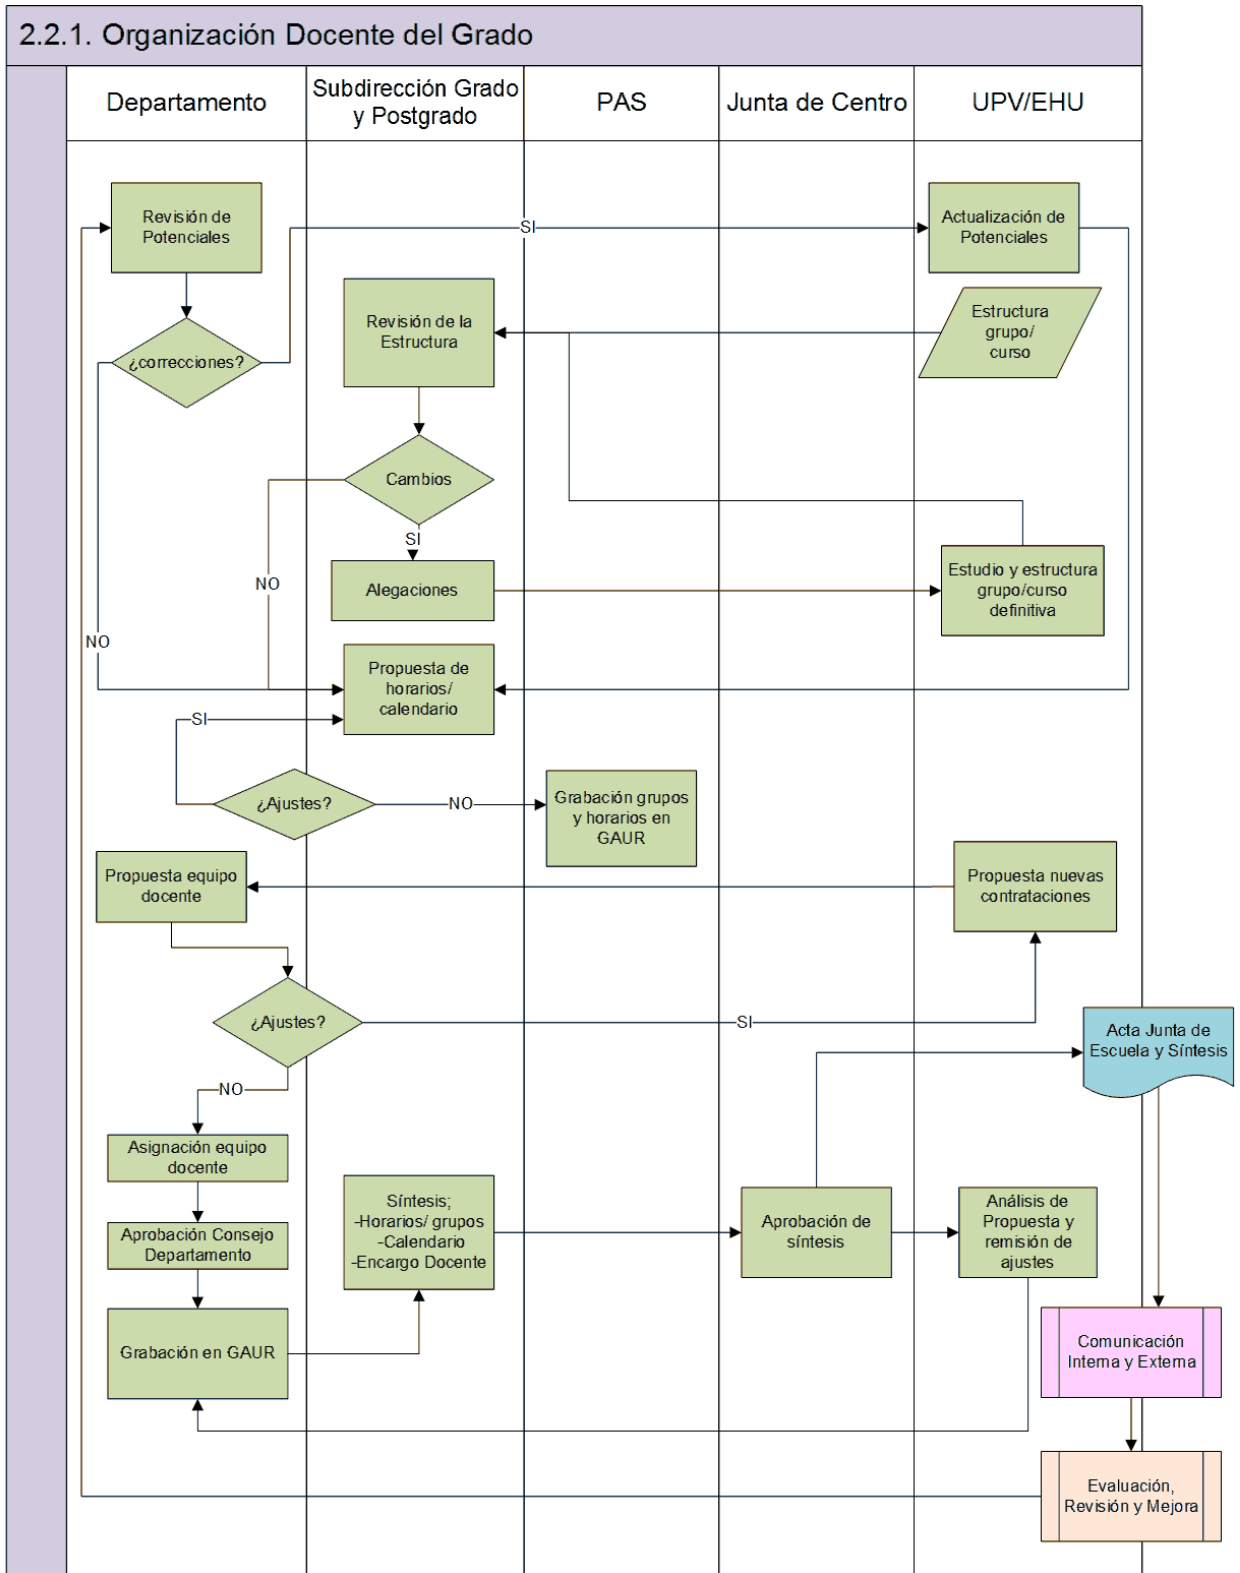 2.2.1. Organización Docente del Grado
Departamento
Subdirección Grado
y Postgrado
PAS
Junta de Centro
UPV/EHU
Revisión de
Potenciales
SI
Actualización de
Potenciales
¿correcciones?
Revisión de la
Estructura
Estructura
grupo/
curso
Cambios
SI
NO
Alegaciones
Estudio y estructura
grupo/curso
definitiva
NO
Propuesta de
horarios/
calendario
SI
¿Ajustes?
NO
Grabación grupos
y horarios en
GAUR
Propuesta equipo
docente
Propuesta nuevas
contrataciones
¿Ajustes?
SI
Acta Junta de
Escuela y Síntesis
NO
Asignación equipo
docente
Síntesis;
-Horarios/ grupos
-Calendario
-Encargo Docente
Aprobación de
síntesis
Análisis de
Propuesta y
remisión de
ajustes
Aprobación Consejo
Departamento
Grabación en GAUR
Comunicación
Interna y Externa
Evaluación,
Revisión y Mejora